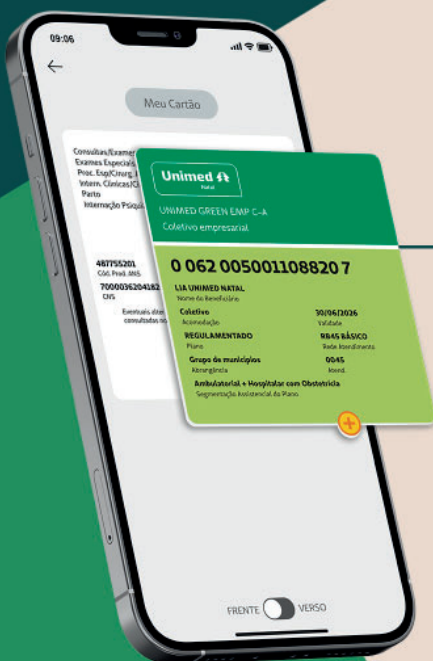 09:06
Meu Cartão
Consultas/Exame
Exames Especiais
Proc. Esp/Cirurg.
Intern. Clínicas/C
Parto
Internação Psiqui
487755201
Cód. Prod. ANS
7000036204182
CNS
Eventuais
consultadas no
Unimed
Natal
UNIMED GREEN EMP C-A
Coletivo empresarial
0 062 005001108820 7
LIA UNIMED NATAL
Nome do Beneficiário
Coletivo 30/06/2026
Acomodação Validade
REGULAMENTADO RB45 BÁSICO
Plano Rede Atendimento
Grupo de municípios 0045
Abrangência Atend.
Ambulatorial + Hospitalar com Obstetrícia
Segmentação Assistencial do Plano
FRENTE VERSO